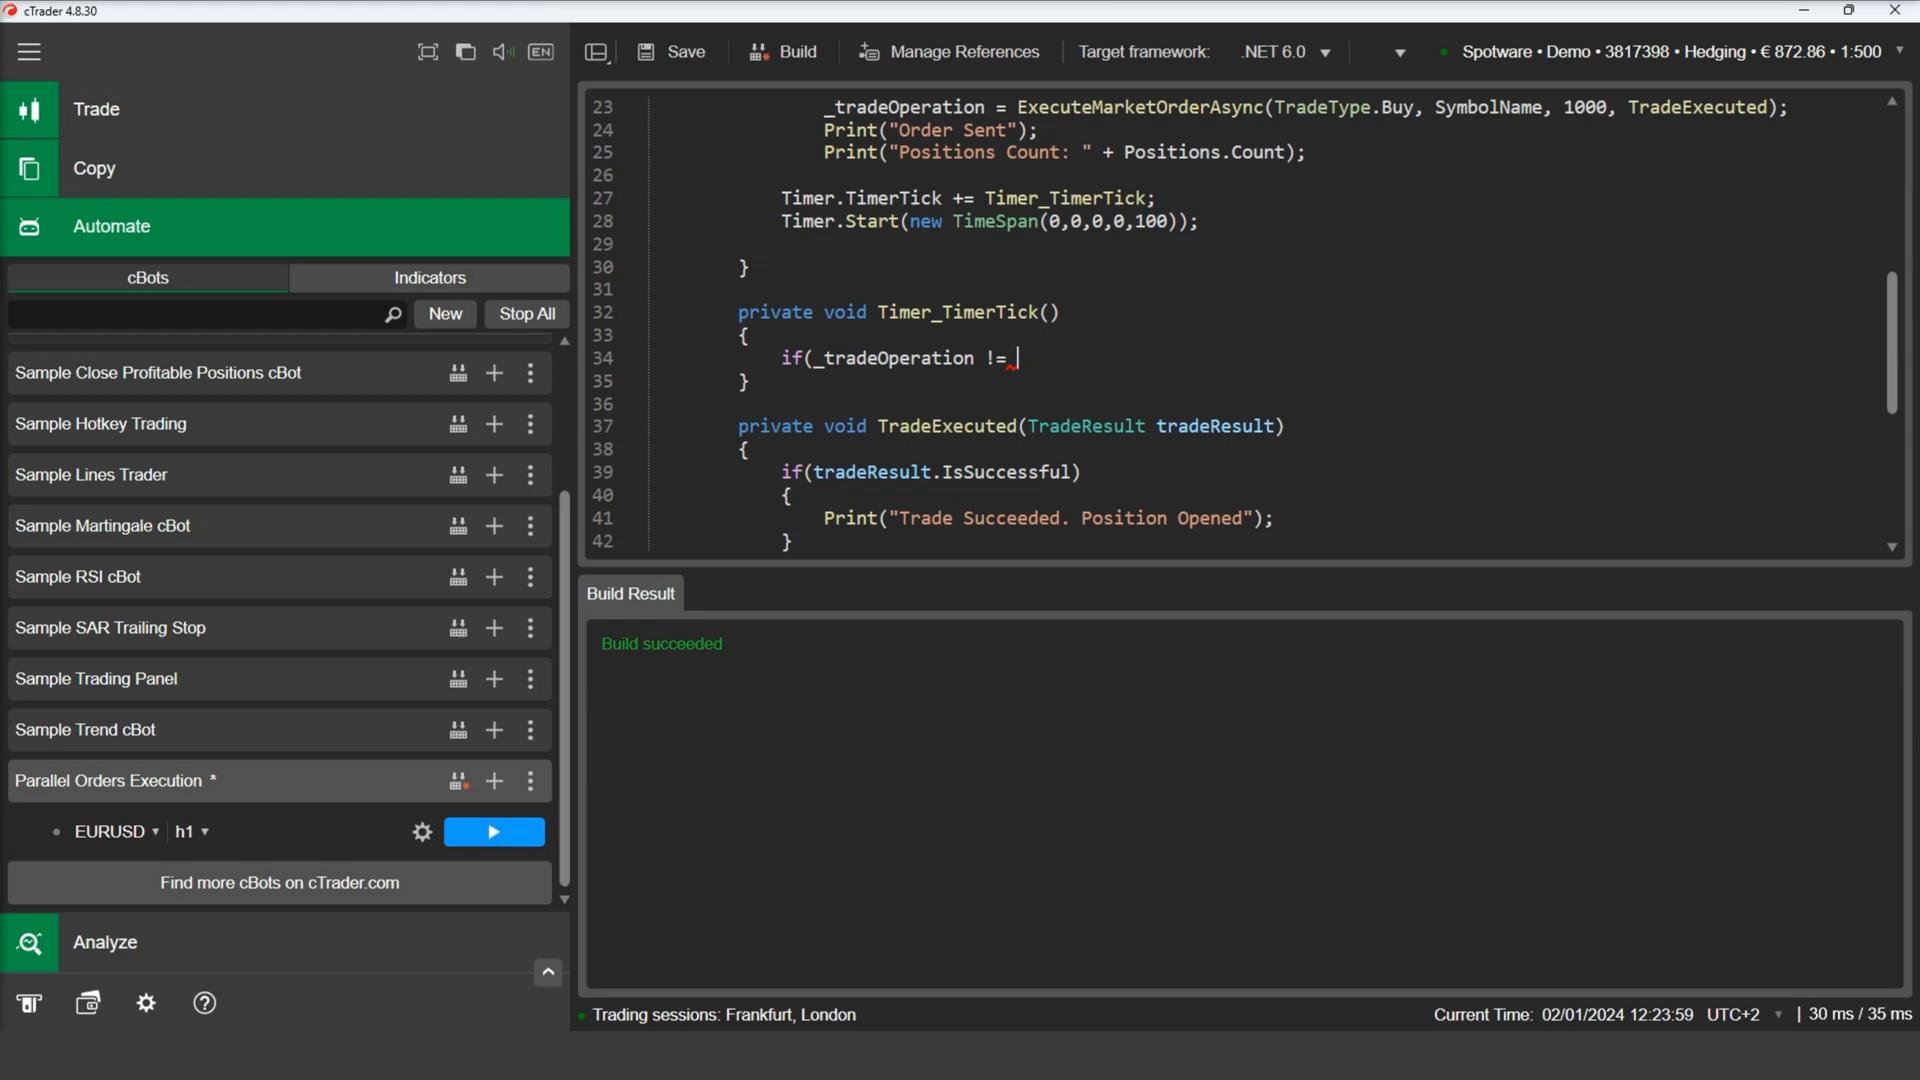 cTrader 4.8.30
EN
Save
Build
Manage References
Target framework:
.NET 6.0
Spotware • Demo • 3817398 • Hedging • € 872.86 • 1:500
Trade
Copy
Automate
cBots
Indicators
New
Stop All
Sample Close Profitable Positions cBot
Sample Hotkey Trading
Sample Lines Trader
Sample Martingale cBot
Sample RSI cBot
Sample SAR Trailing Stop
Sample Trading Panel
Sample Trend cBot
Parallel Orders Execution *
EURUSD
h1
Find more cBots on cTrader.com
Analyze
23 _tradeOperation = ExecuteMarketOrderAsync(TradeType.Buy, SymbolName, 1000, TradeExecuted);
24 Print("Order Sent");
25 Print("Positions Count: " + Positions.Count);
26
27 Timer.TimerTick += Timer_TimerTick;
28 Timer.Start(new TimeSpan(0,0,0,0,100));
29
30 }
31
32 private void Timer_TimerTick()
33 {
34 if(_tradeOperation !=
35 }
36
37 private void TradeExecuted(TradeResult tradeResult)
38 {
39 if(tradeResult.IsSuccessful)
40 {
41 Print("Trade Succeeded. Position Opened");
42 }
Build Result
Build succeeded
Trading sessions: Frankfurt, London
Current Time: 02/01/2024 12:23:59 UTC+2
| 30 ms / 35 ms